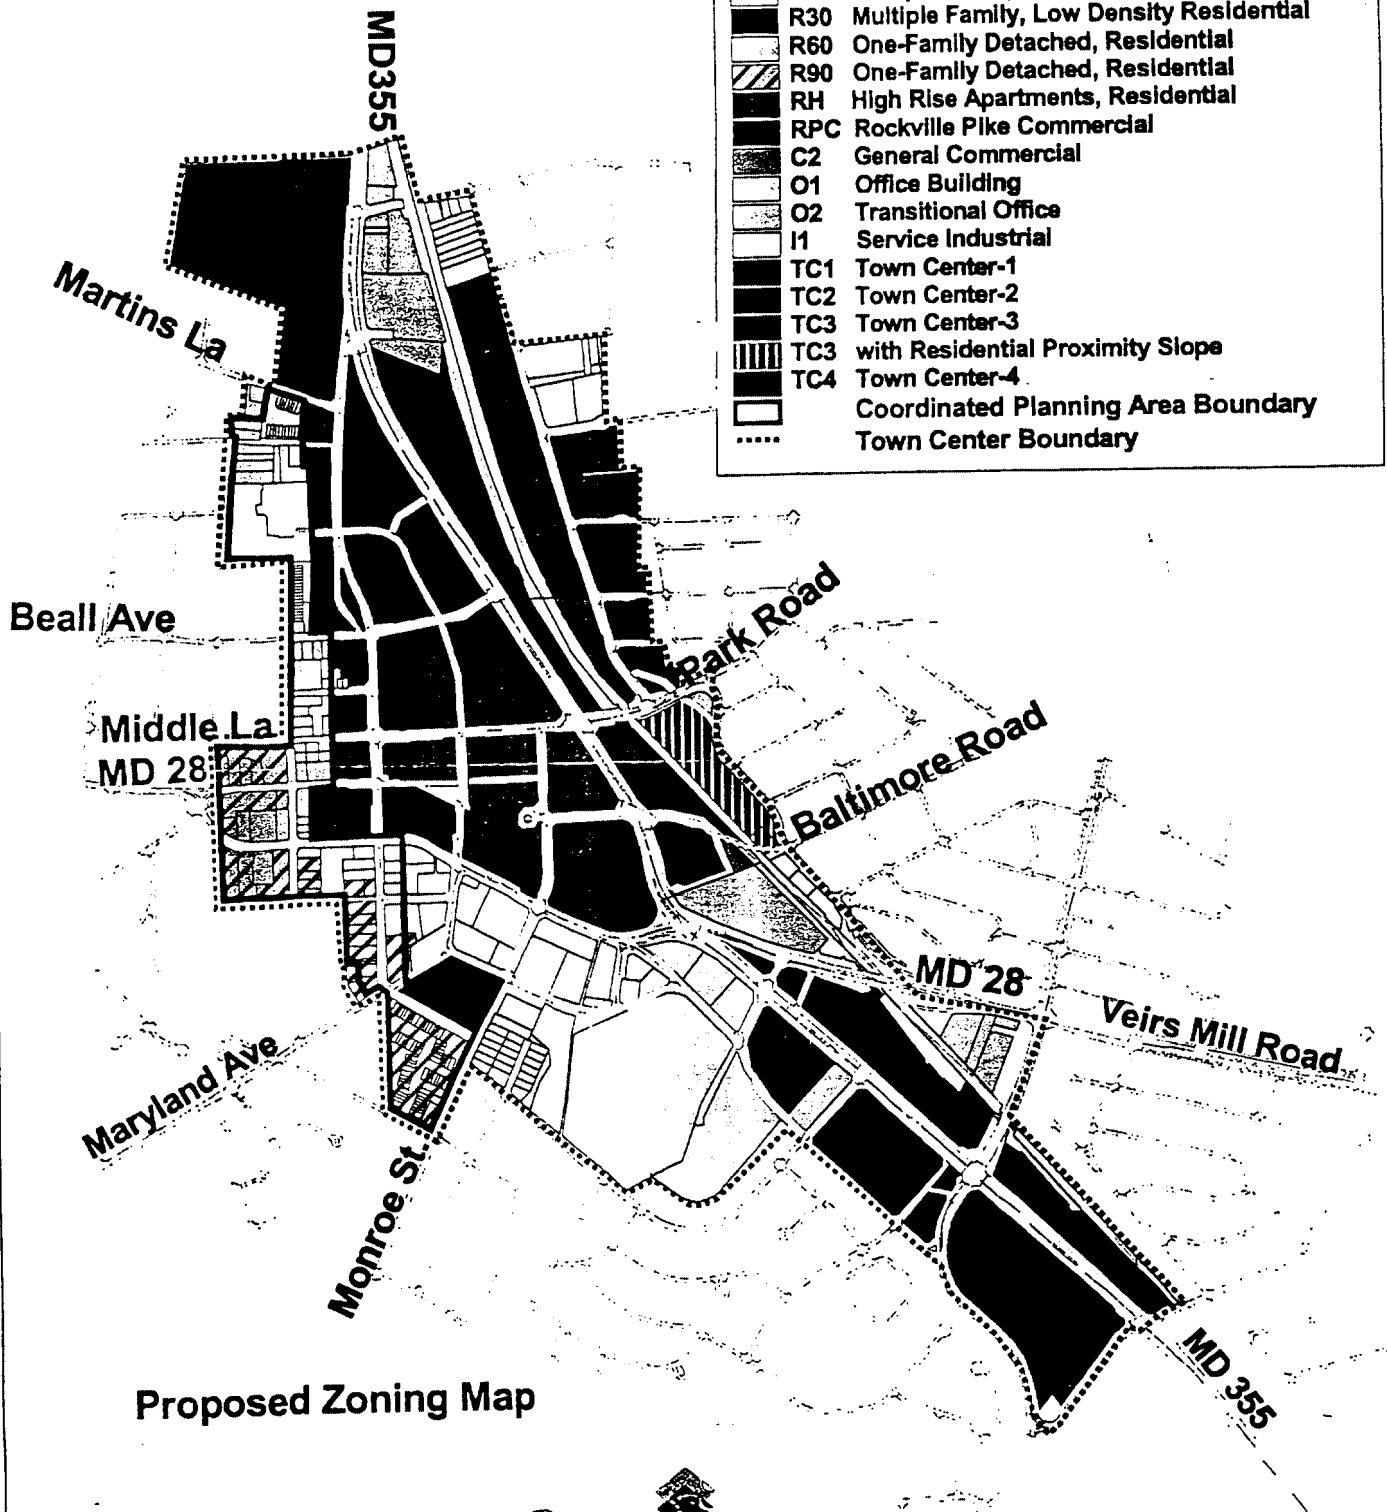 R30 Multiple Family, Low Density Residential
R60 One-Family Detached, Residential
R90 One-Family Detached, Residential
RH High Rise Apartments, Residential
RPC Rockville Pike Commercial
C2 General Commercial
O1 Office Building
O2 Transitional Office
I1 Service Industrial
TC1 Town Center-1
TC2 Town Center-2
TC3 Town Center-3
TC3 with Residential Proximity Slope
TC4 Town Center-4
Coordinated Planning Area Boundary
Town Center Boundary
MD355
Martins La
Beall Ave
Park Road
Middle La
MD 28
Baltimore Road
MD 28
Veirs Mill Road
Maryland Ave
Monroe St.
MD 355
Proposed Zoning Map